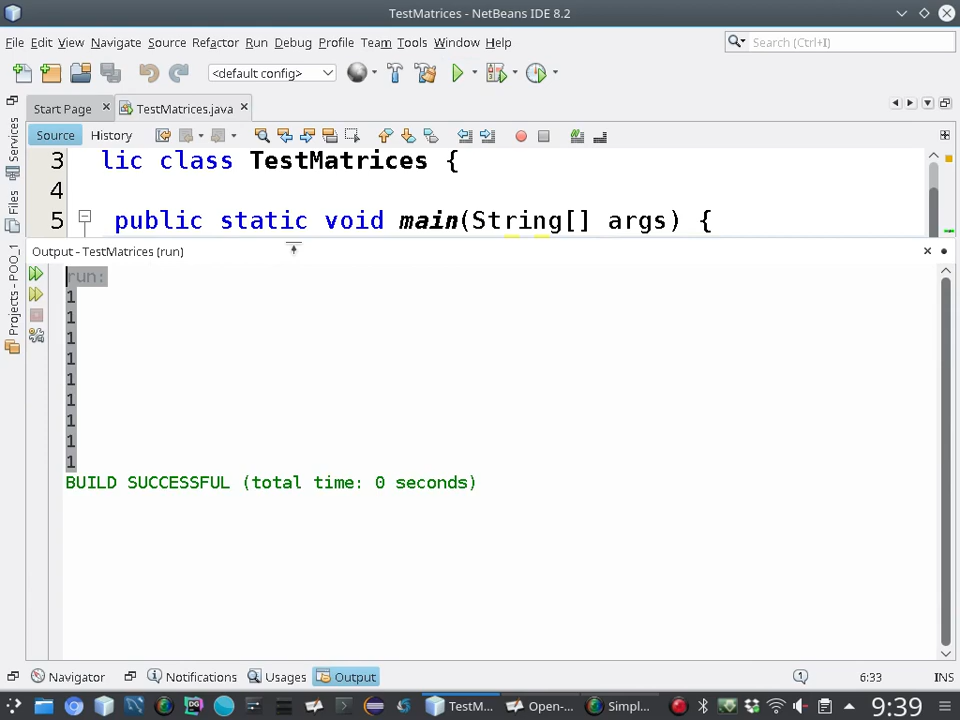 TestMatrices - NetBeans IDE 8.2
File Edit View Navigate Source Refactor Run Debug Profile Team Tools Window Help
Search (Ctrl+I)
<default config>
Start Page
TestMatrices.java
Source History
3 lic class TestMatrices {
4
5 public static void main(String[] args) {
Services
Files
Projects - POO_1
Output - TestMatrices (run)
run:
1
1
1
1
1
1
1
1
1
BUILD SUCCESSFUL (total time: 0 seconds)
Navigator Notifications Usages Output 1 6:33 INS
TestM... Open-... Simpl... 9:39